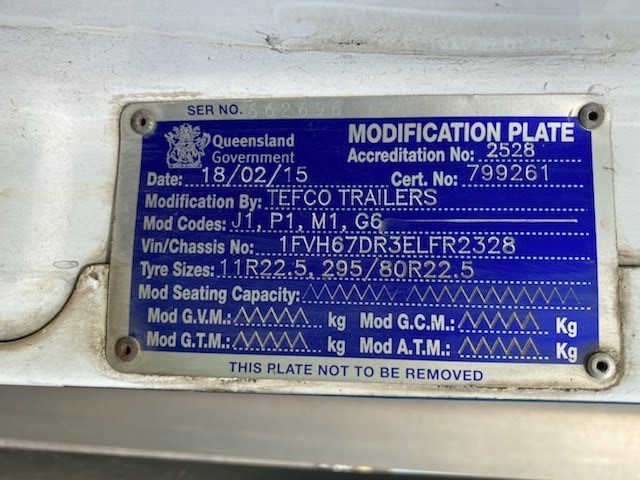 SER NO. 662696
Queensland Government
MODIFICATION PLATE
Accreditation No: 2528
Date: 18/02/15 Cert. No: 799261
Modification By: TEFCO TRAILERS
Mod Codes: J1, P1, M1, G6
Vin/Chassis No: 1FVH67DR3ELFR2328
Tyre Sizes: 11R22.5, 295/80R22.5
Mod Seating Capacity:
Mod G.V.M.: kg Mod G.C.M.: Kg
Mod G.T.M.: kg Mod A.T.M.: Kg
THIS PLATE NOT TO BE REMOVED